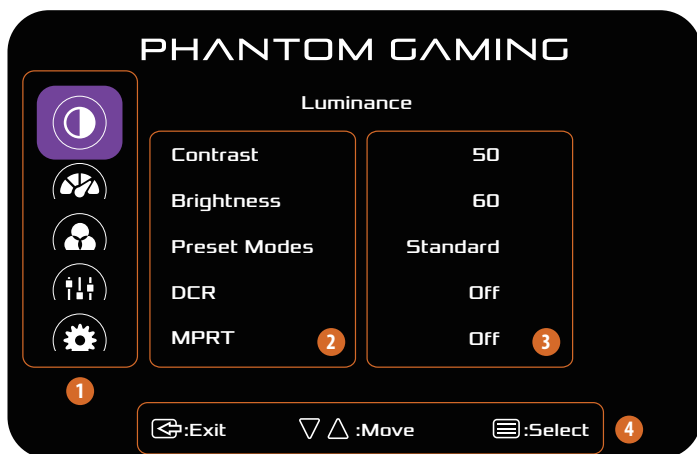 PHANTOM GAMING
Luminance
Contrast 50
Brightness 60
Preset Modes Standard
DCR Off
MPRT 2 Off 3
1
:Exit :Move :Select 4